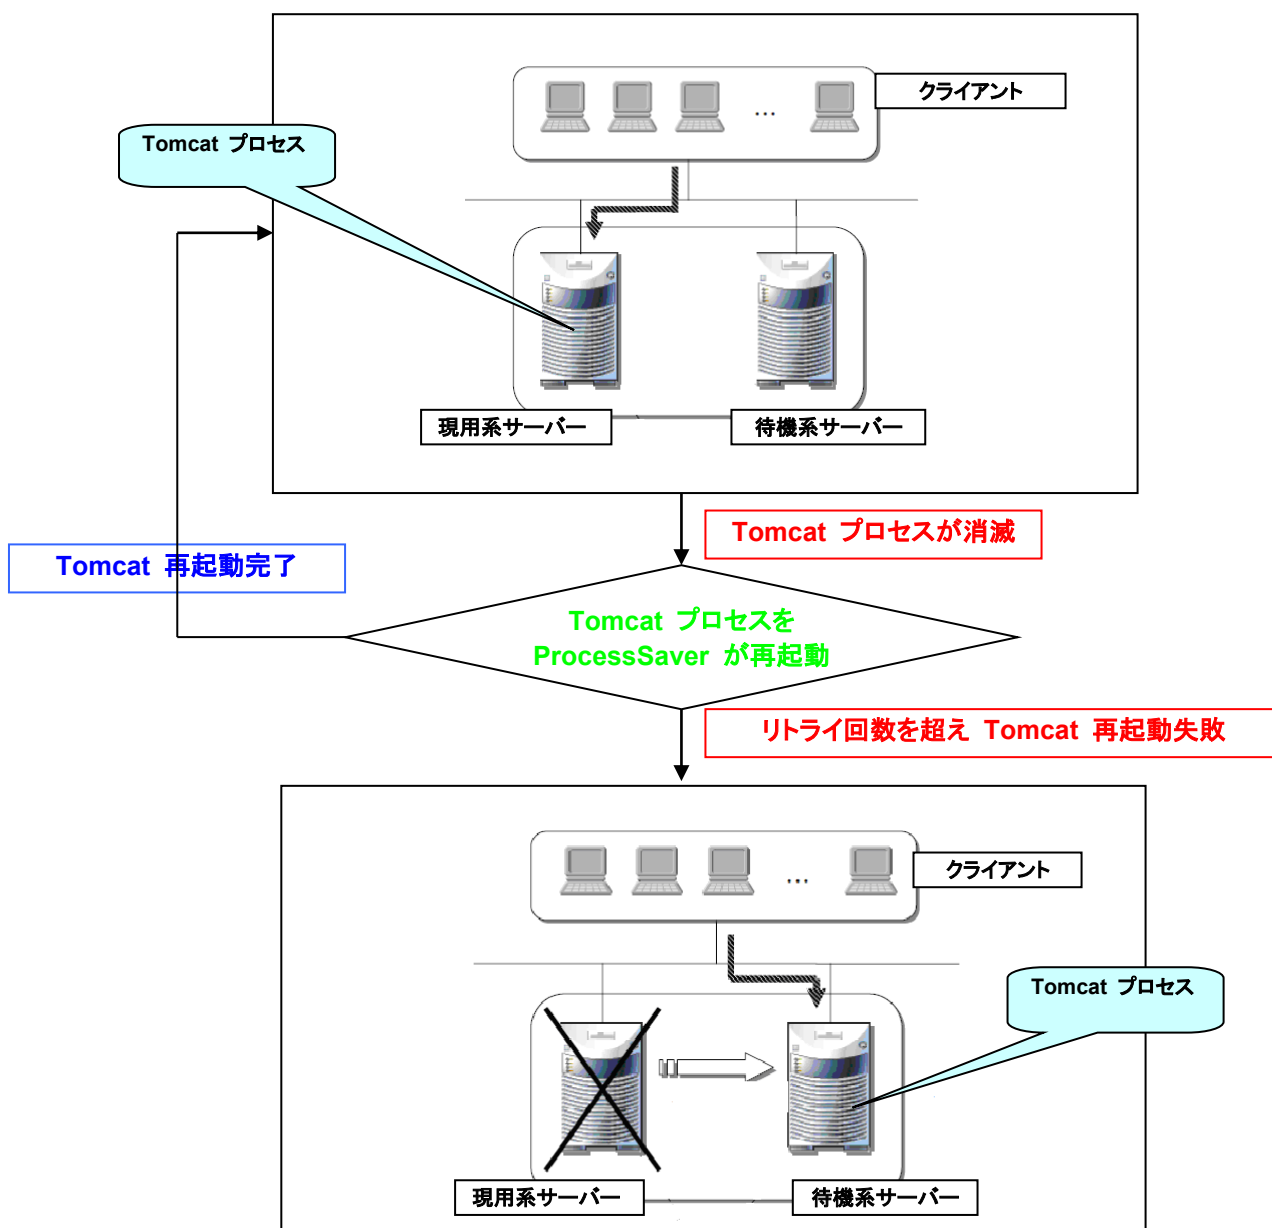 クライアント
Tomcat プロセス
現用系サーバー
待機系サーバー
Tomcat プロセスが消滅
Tomcat 再起動完了
Tomcat プロセスを
ProcessSaver が再起動
リトライ回数を超え Tomcat 再起動失敗
クライアント
Tomcat プロセス
現用系サーバー
待機系サーバー